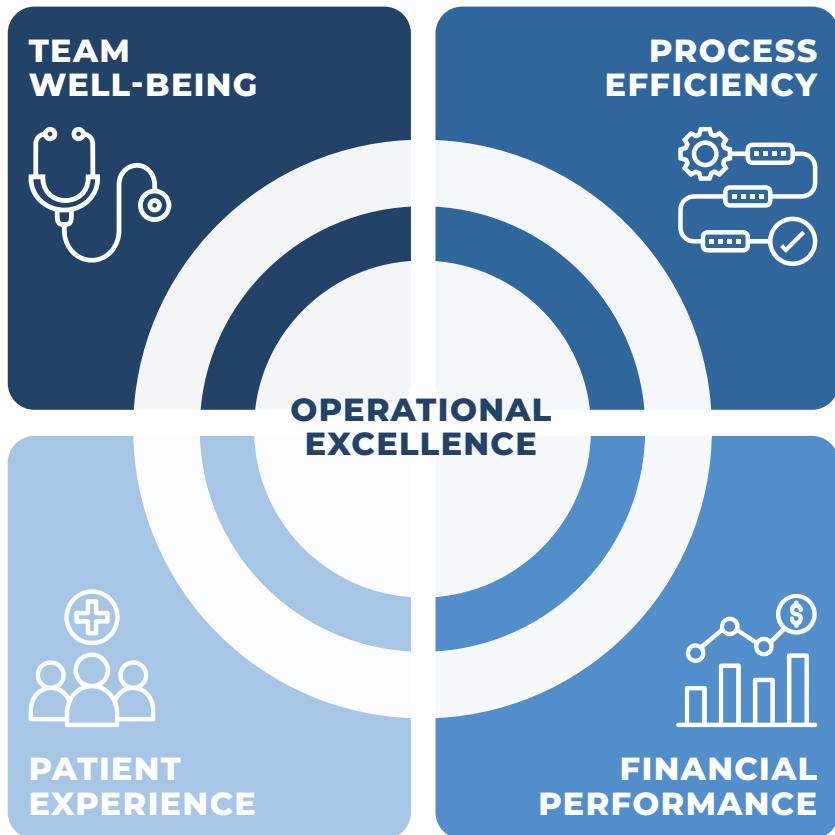 TEAM
WELL-BEING
PROCESS
EFFICIENCY
OPERATIONAL
EXCELLENCE
$
PATIENT
EXPERIENCE
FINANCIAL
PERFORMANCE